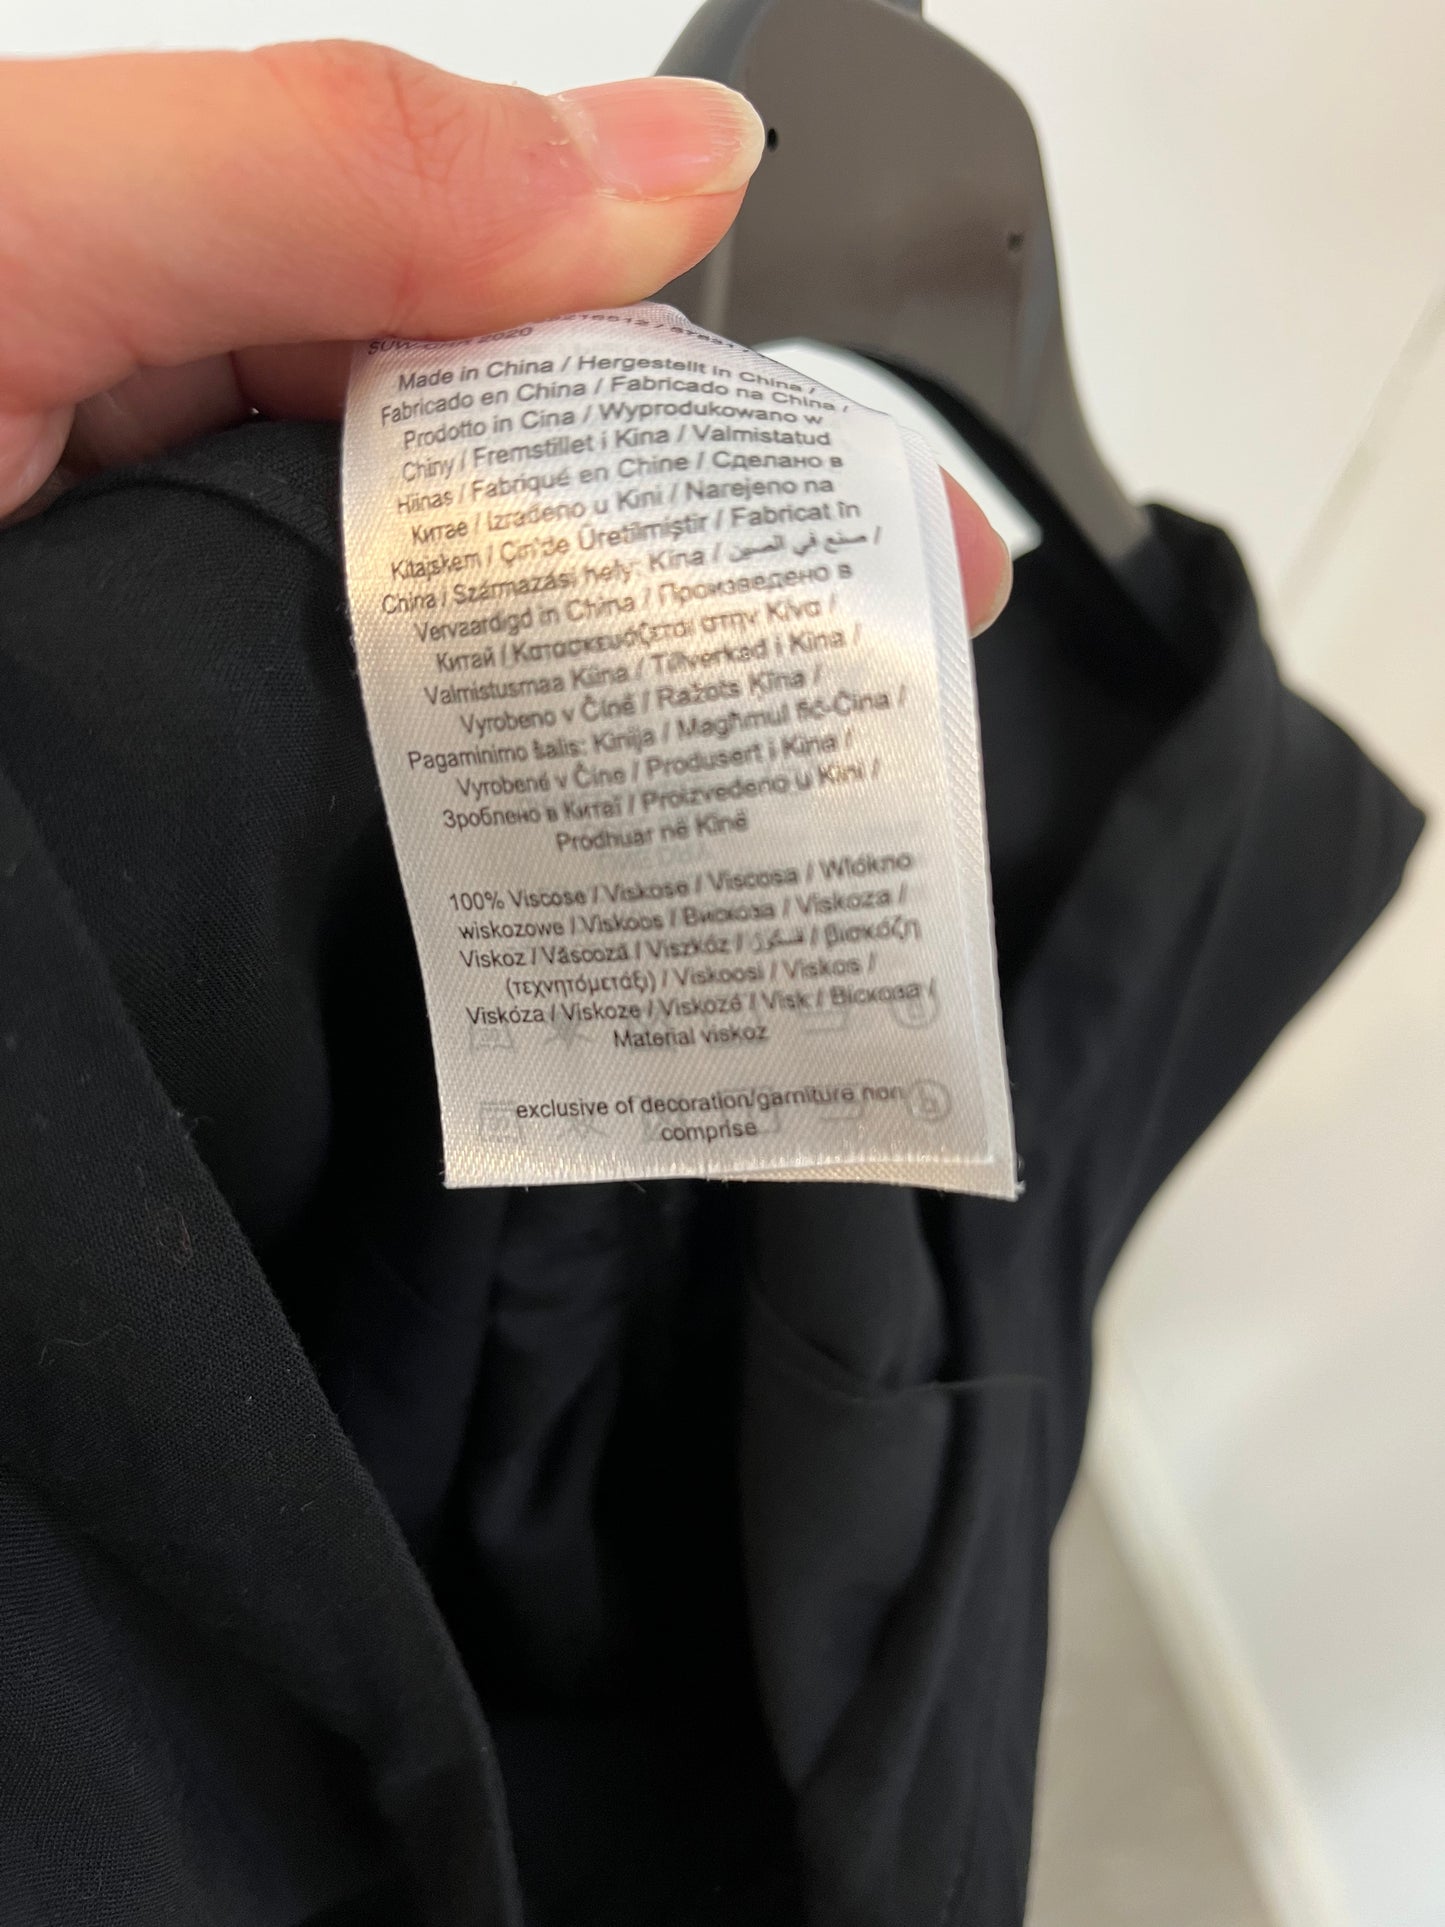 2020
Made in China / Hergestellt in China /
Fabricado en China / Fabricado na China /
Prodotto in Cina / Wyprodukowano w
Chiny / Fremstillet i Kina / Valmistatud
Hiinas / Fabriqué en Chine / Сделано в
Китае / Izrađeno u Kini / Narejeno na
Kitajskem / Çin'de Üretilmiştir / Fabricat în
China / Származási hely: Kína / صنع في الصين /
Vervaardigd in China / Произведено в
Китай / Κατασκευάζεται στην Κίνα /
Valmistusmaa Kiina / Tillverkad i Kina /
Vyrobeno v Číně / Ražots Ķīna /
Pagaminimo šalis: Kinija / Magħmul fiċ-Ċina /
Vyrobené v Číne / Produsert i Kina /
Зроблено в Китаї / Proizvedeno u Kini /
Prodhuar në Kinë
100% Viscose / Viskose / Viscosa / Włókno
wiskozowe / Viskoos / Вискоза / Viskoza /
Viskoz / Vâscoză / Viszkóz / فسكوز / βισκόζη
(τεχνητόμετάξι) / Viskoosi / Viskos /
Viskóza / Viskoze / Viskozė / Visk / Віскоза /
Material viskoz
exclusive of decoration/garniture non
comprise